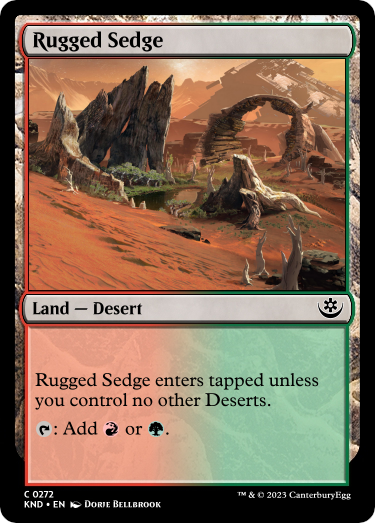 Rugged Sedge
Land — Desert
Rugged Sedge enters tapped unless
you control no other Deserts.
: Add or .
C 0272
KND • EN Dorje Bellbrook
™ & © 2023 CanterburyEgg